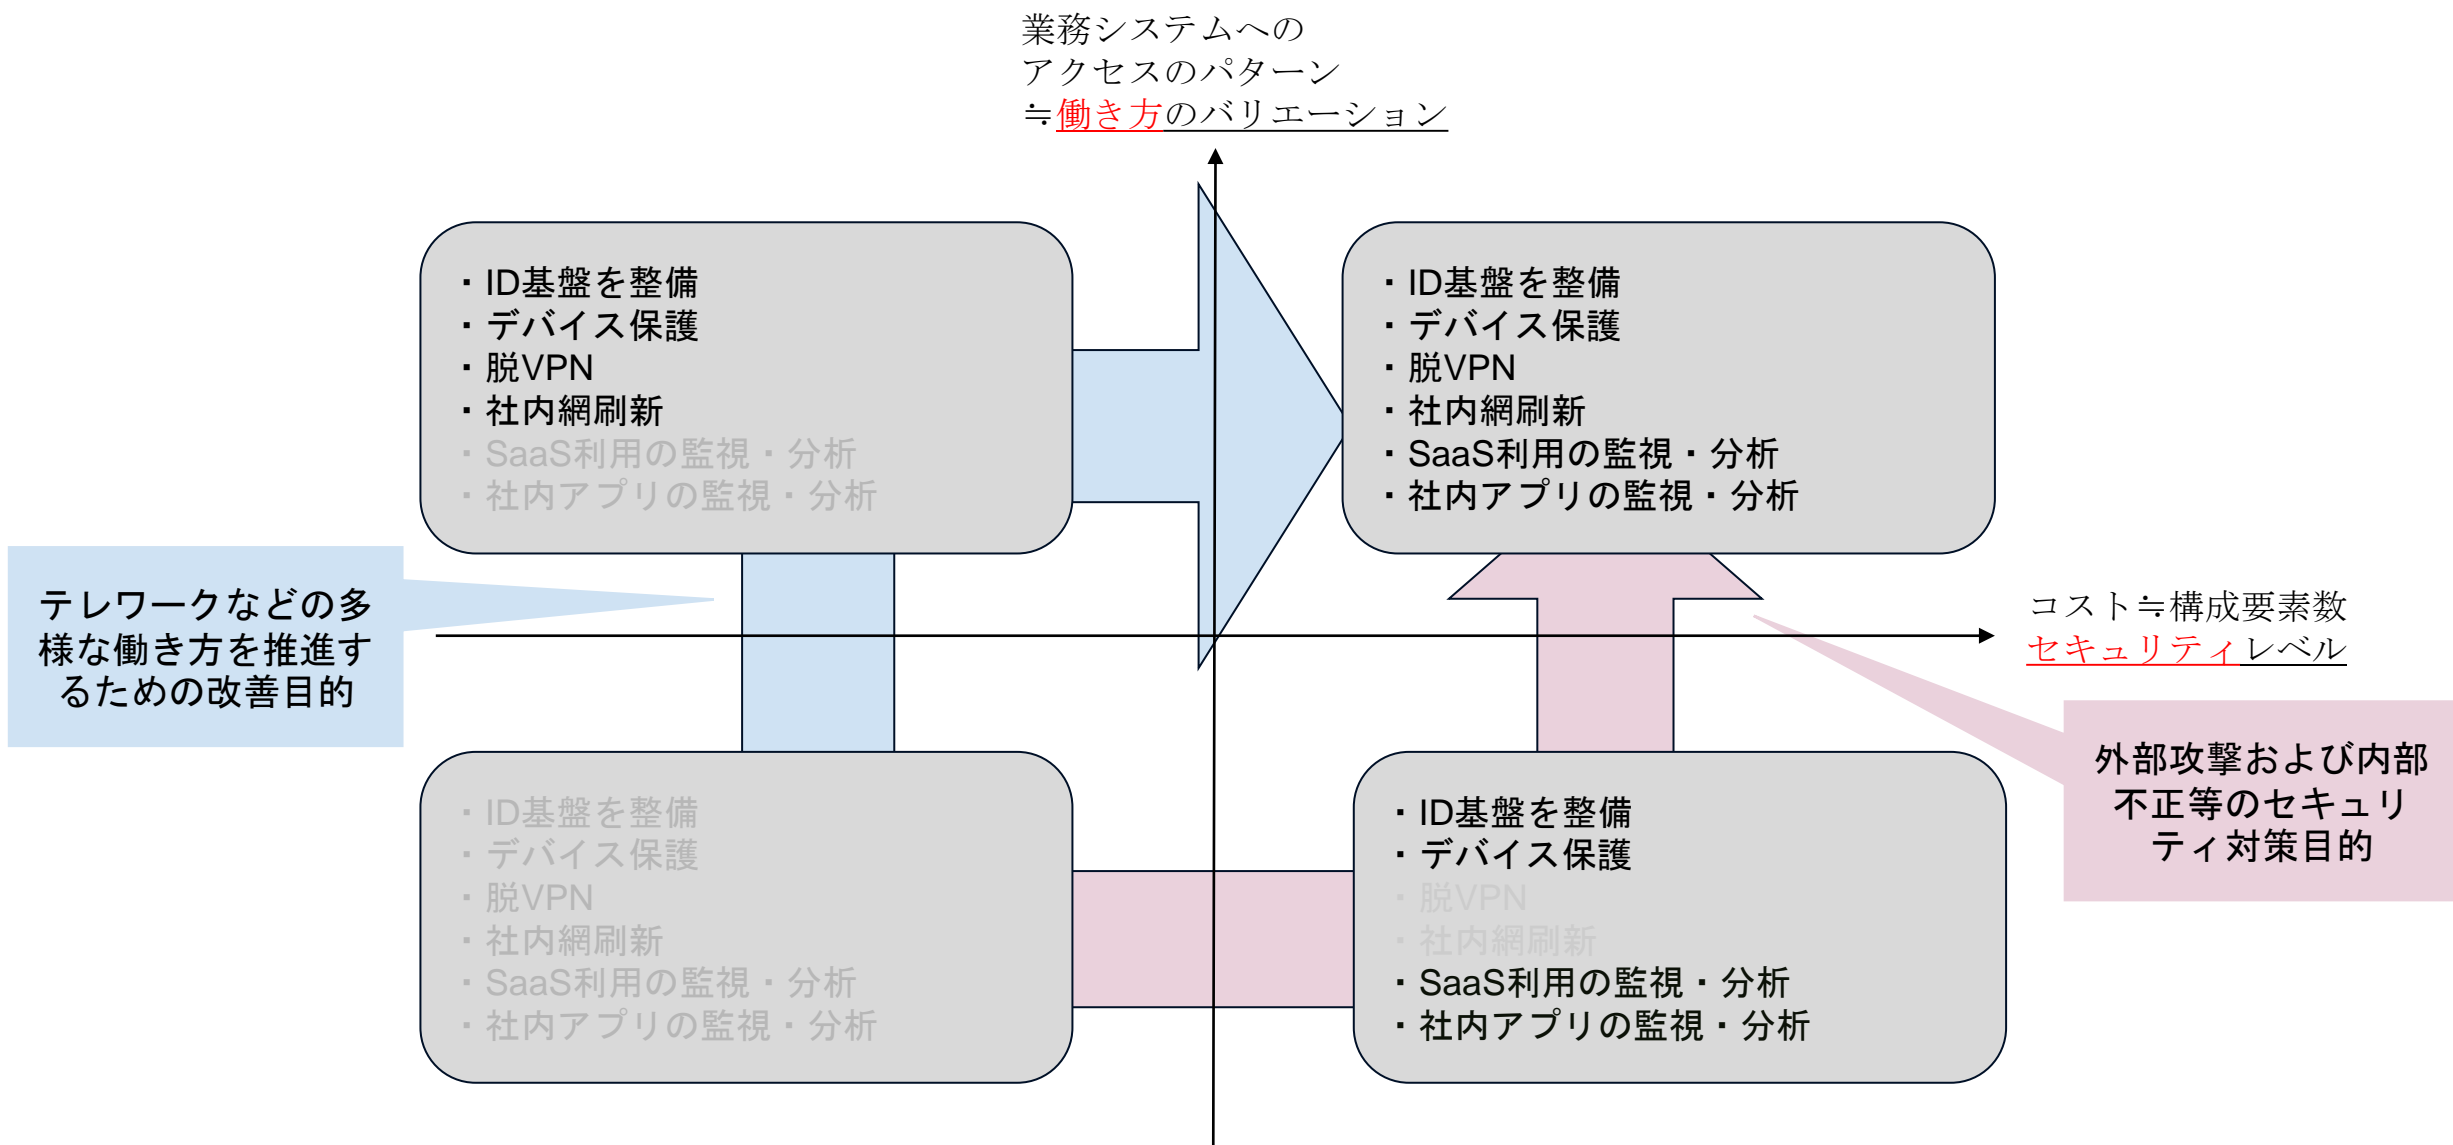 業務システムへの
アクセスのパターン
≒働き方のバリエーション
・ID基盤を整備
・デバイス保護
・脱VPN
・社内網刷新
・SaaS利用の監視・分析
・社内アプリの監視・分析
・ID基盤を整備
・デバイス保護
・脱VPN
・社内網刷新
・SaaS利用の監視・分析
・社内アプリの監視・分析
テレワークなどの多
様な働き方を推進す
るための改善目的
コスト≒構成要素数
セキュリティレベル
外部攻撃および内部
不正等のセキュリ
ティ対策目的
・ID基盤を整備
・デバイス保護
・脱VPN
・社内網刷新
・SaaS利用の監視・分析
・社内アプリの監視・分析
・ID基盤を整備
・デバイス保護
・脱VPN
・社内網刷新
・SaaS利用の監視・分析
・社内アプリの監視・分析